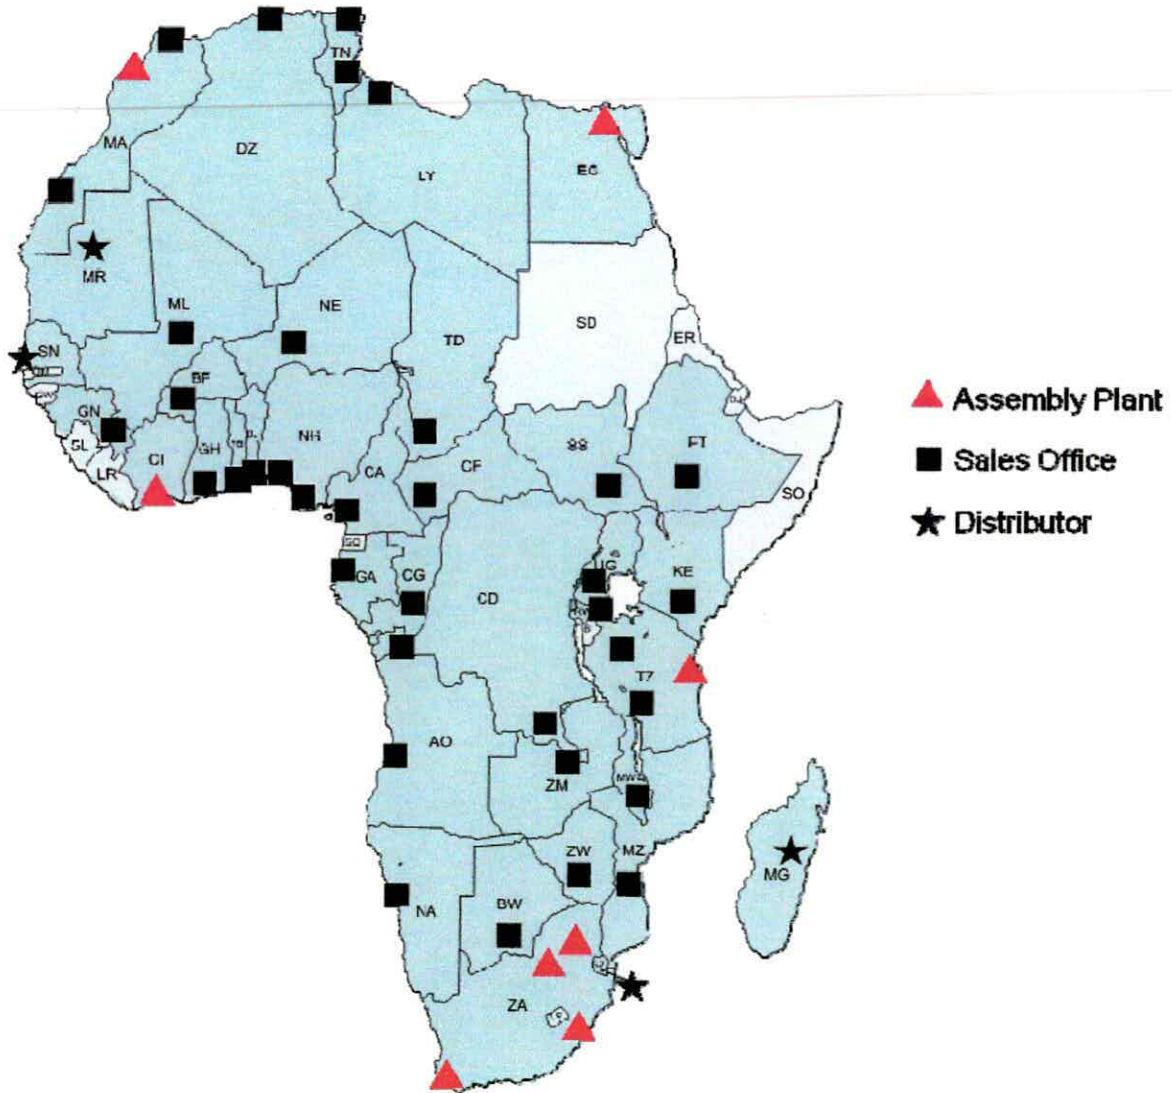 TN
MA
DZ
LY
EG
MR
ML
NE
TD
SD
ER
SN
BF
GN
SL
LR
CI
GH
NH
CA
CF
SS
ET
SO
GA
CG
CD
KE
TZ
AO
ZM
MW
ZW
MZ
NA
BW
MG
ZA
Assembly Plant
Sales Office
Distributor